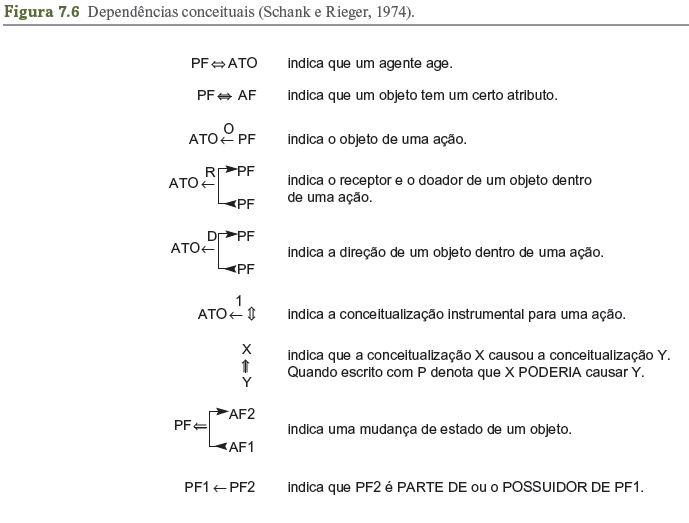 Figura 7.6 Dependências conceituais (Schank e Rieger, 1974).
PF⇔ATO indica que um agente age.
PF⇔ AF indica que um objeto tem um certo atributo.
O
ATO← PF indica o objeto de uma ação.
R PF
ATO← indica o receptor e o doador de um objeto dentro
PF de uma ação.
D PF
ATO← indica a direção de um objeto dentro de uma ação.
PF
1
ATO←⇕ indica a conceitualização instrumental para uma ação.
X indica que a conceitualização X causou a conceitualização Y.
⇑ Quando escrito com P denota que X PODERIA causar Y.
Y
AF2
PF⇐ indica uma mudança de estado de um objeto.
AF1
PF1←PF2 indica que PF2 é PARTE DE ou o POSSUIDOR DE PF1.